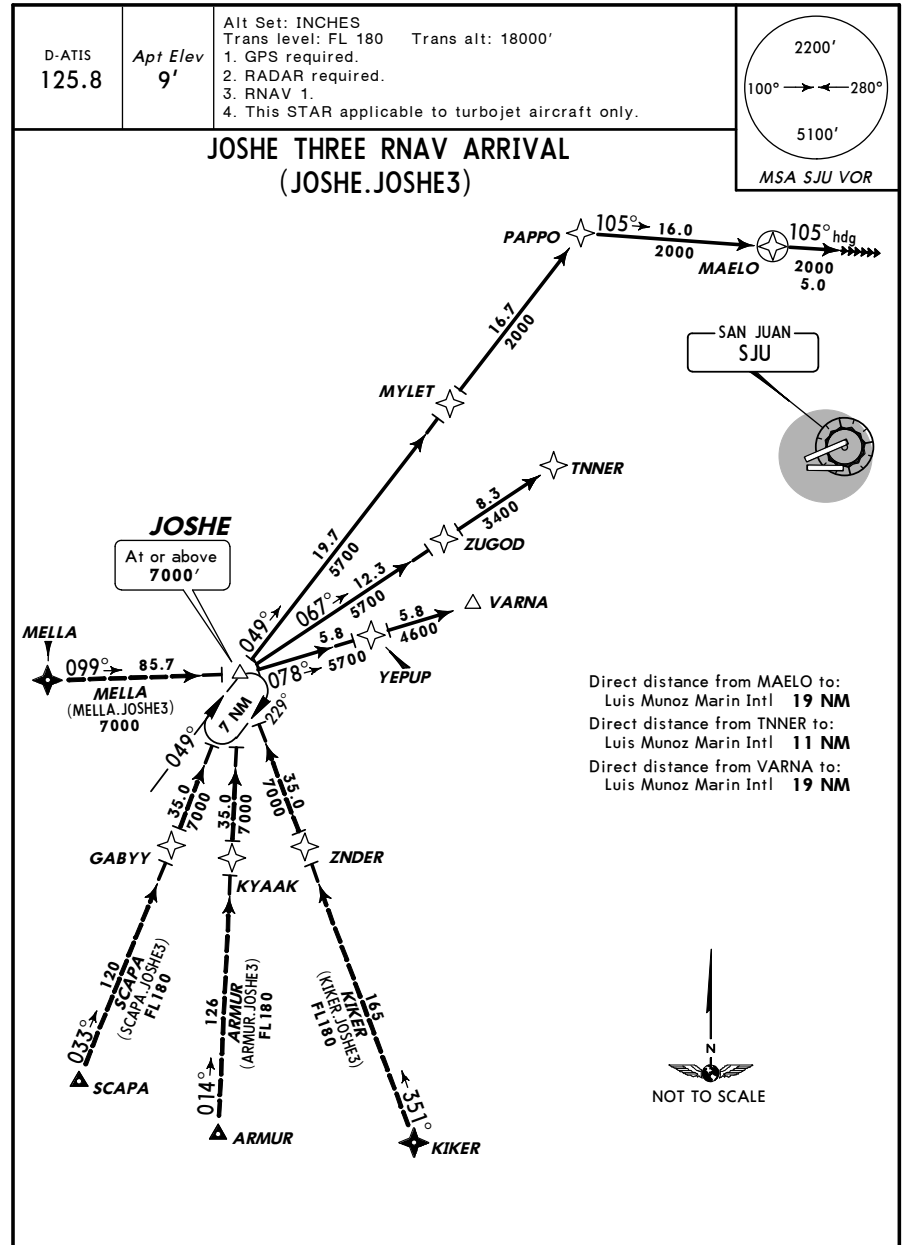 D-ATIS
125.8
Apt Elev
9'
Alt Set: INCHES
Trans level: FL 180 Trans alt: 18000'
1. GPS required.
2. RADAR required.
3. RNAV 1.
4. This STAR applicable to turbojet aircraft only.
2200'
100° 280°
5100'
MSA SJU VOR
JOSHE THREE RNAV ARRIVAL
(JOSHE.JOSHE3)
PAPPO
105° 16.0
2000
MAELO
105° hdg
2000
5.0
16.7
2000
SAN JUAN
SJU
MYLET
TNNER
8.3
3400
19.7
5700
ZUGOD
JOSHE
At or above
7000'
049°
067° 12.3
5700
5.8
078° 5700
5.8
4600
VARNA
YEPUP
MELLA
099° 85.7
MELLA
(MELLA.JOSHE3)
7000
7 NM
229°
049°
Direct distance from MAELO to:
Luis Munoz Marin Intl 19 NM
Direct distance from TNNER to:
Luis Munoz Marin Intl 11 NM
Direct distance from VARNA to:
Luis Munoz Marin Intl 19 NM
35.0
7000
35.0
7000
35.0
7000
GABYY
KYAAK
ZNDER
033° 120
SCAPA
(SCAPA.JOSHE3)
FL180
014° 126
ARMUR
(ARMUR.JOSHE3)
FL180
165
KIKER
(KIKER.JOSHE3)
FL180
351°
SCAPA
ARMUR
KIKER
N
NOT TO SCALE